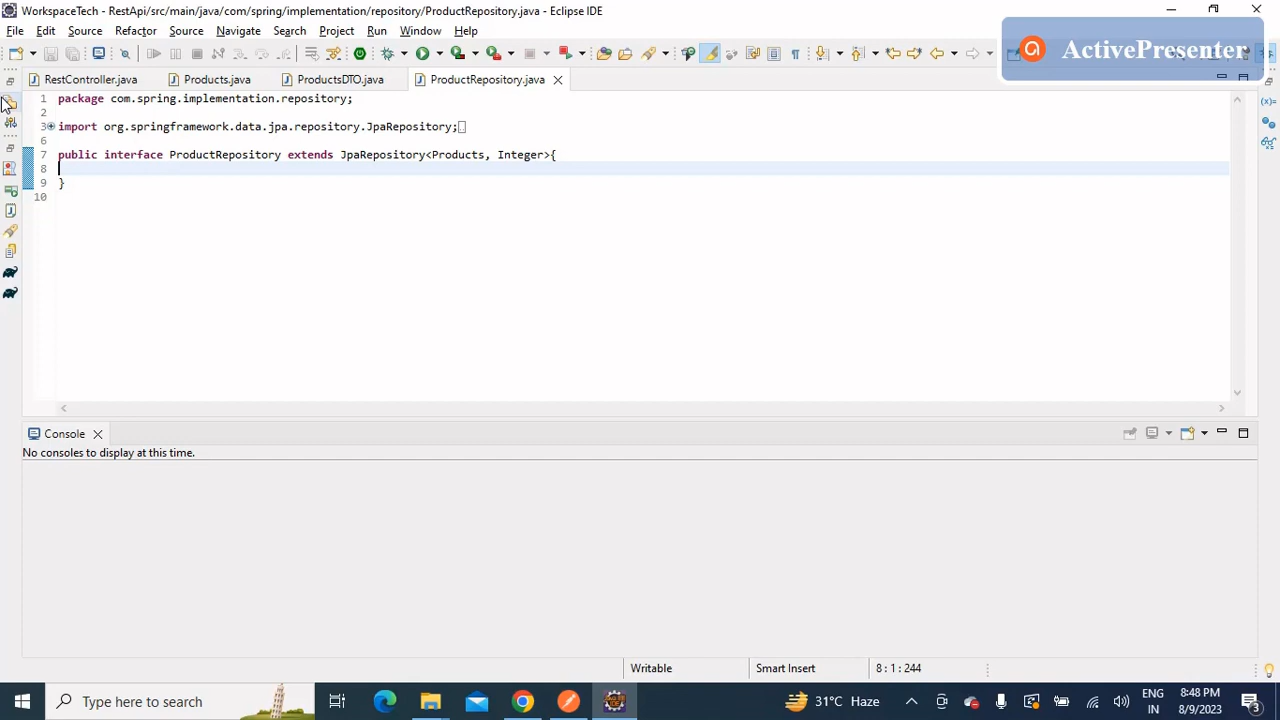 WorkspaceTech - RestApi/src/main/java/com/spring/implementation/repository/ProductRepository.java - Eclipse IDE
File Edit Source Refactor Source Navigate Search Project Run Window Help
ActivePresenter
RestController.java Products.java ProductsDTO.java ProductRepository.java
1 package com.spring.implementation.repository;
2
3 import org.springframework.data.jpa.repository.JpaRepository;
6
7 public interface ProductRepository extends JpaRepository<Products, Integer>{
8
9 }
10
Console
No consoles to display at this time.
Writable Smart Insert 8 : 1 : 244
Type here to search
31°C Haze
ENG
IN
8:48 PM
8/9/2023
3